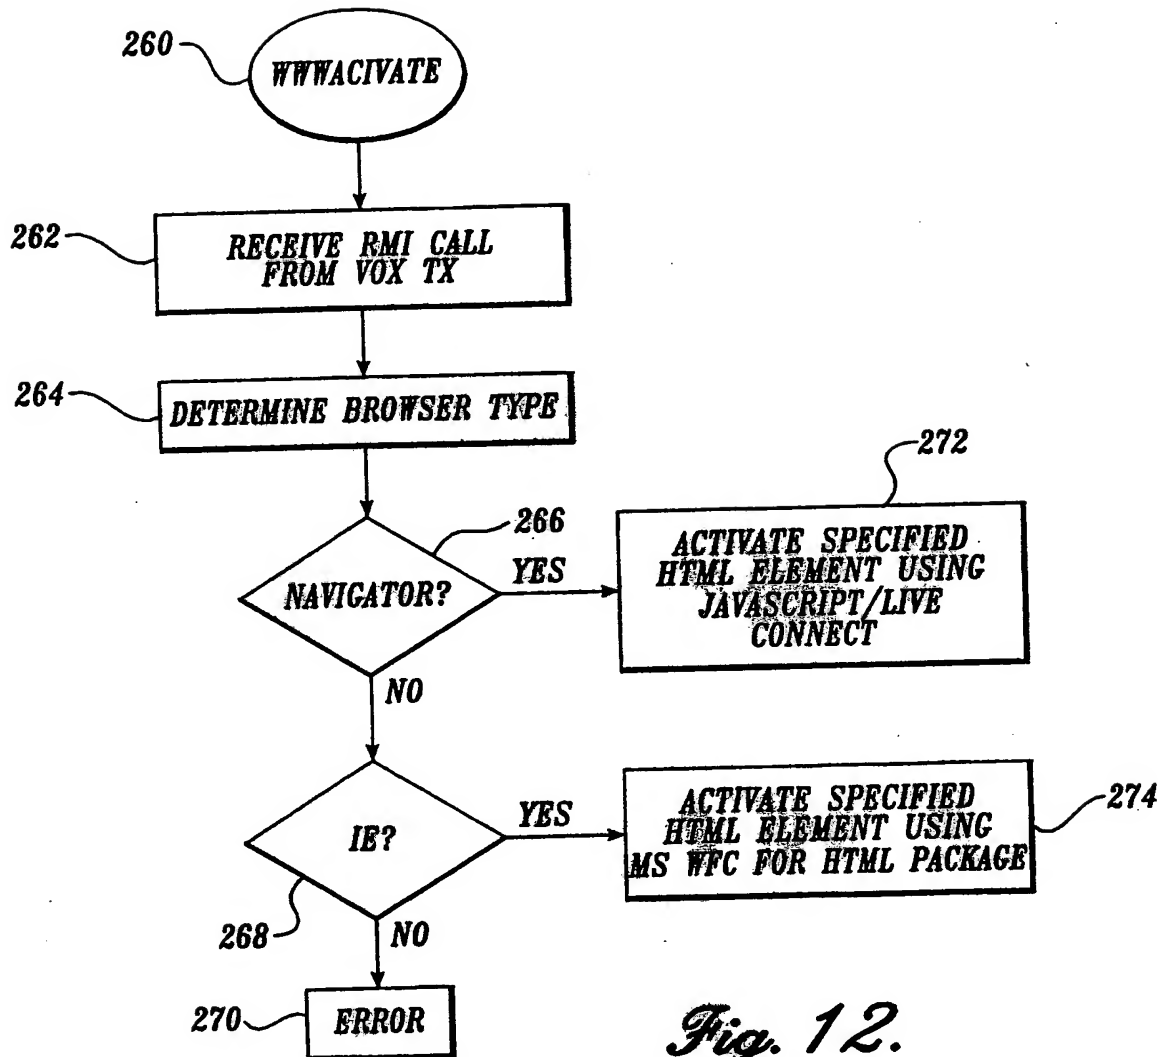 260
WWWACIVATE
262
RECEIVE RMI CALL
FROM VOX TX
264
DETERMINE BROWSER TYPE
272
266
NAVIGATOR?
YES
ACTIVATE SPECIFIED
HTML ELEMENT USING
JAVASCRIPT/LIVE
CONNECT
NO
IE?
YES
ACTIVATE SPECIFIED
HTML ELEMENT USING
MS WFC FOR HTML PACKAGE
274
268
NO
270
ERROR
Fig. 12.